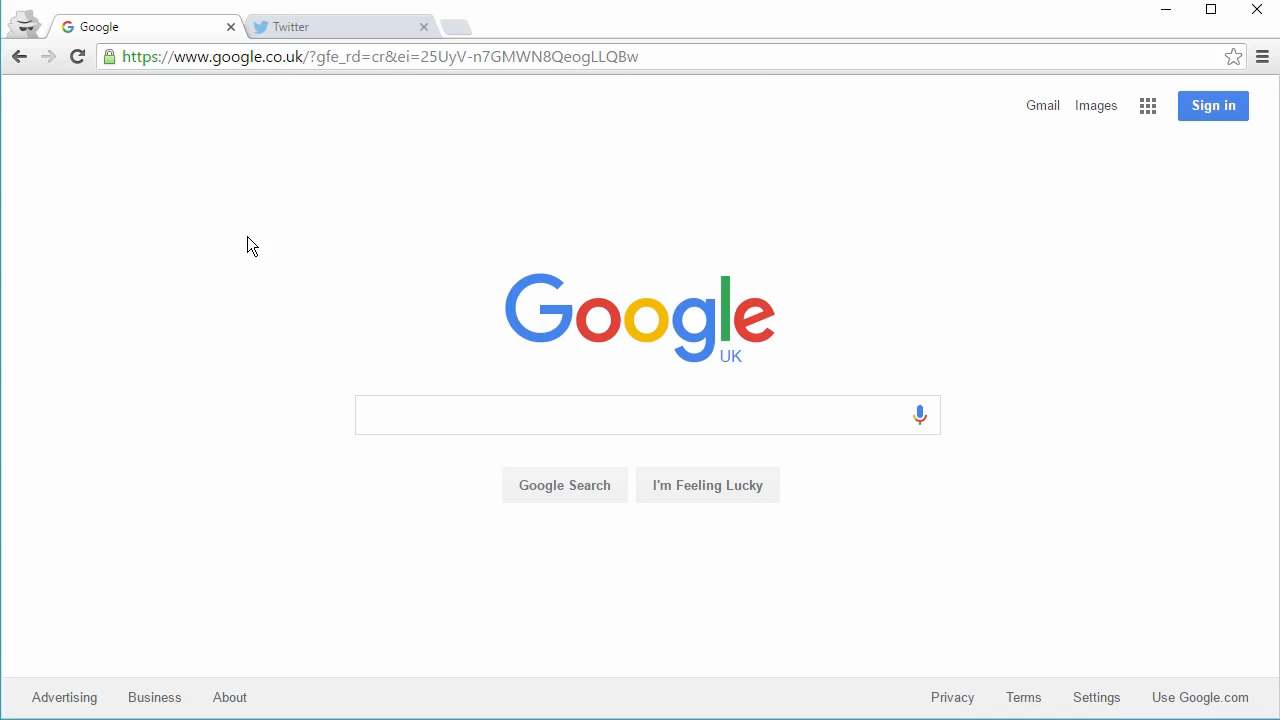 Google
Twitter
https://www.google.co.uk/?gfe_rd=cr&ei=25UyV-n7GMWN8QeogLLQBw
Gmail Images Sign in
Google
UK
Google Search I'm Feeling Lucky
Advertising Business About Privacy Terms Settings Use Google.com